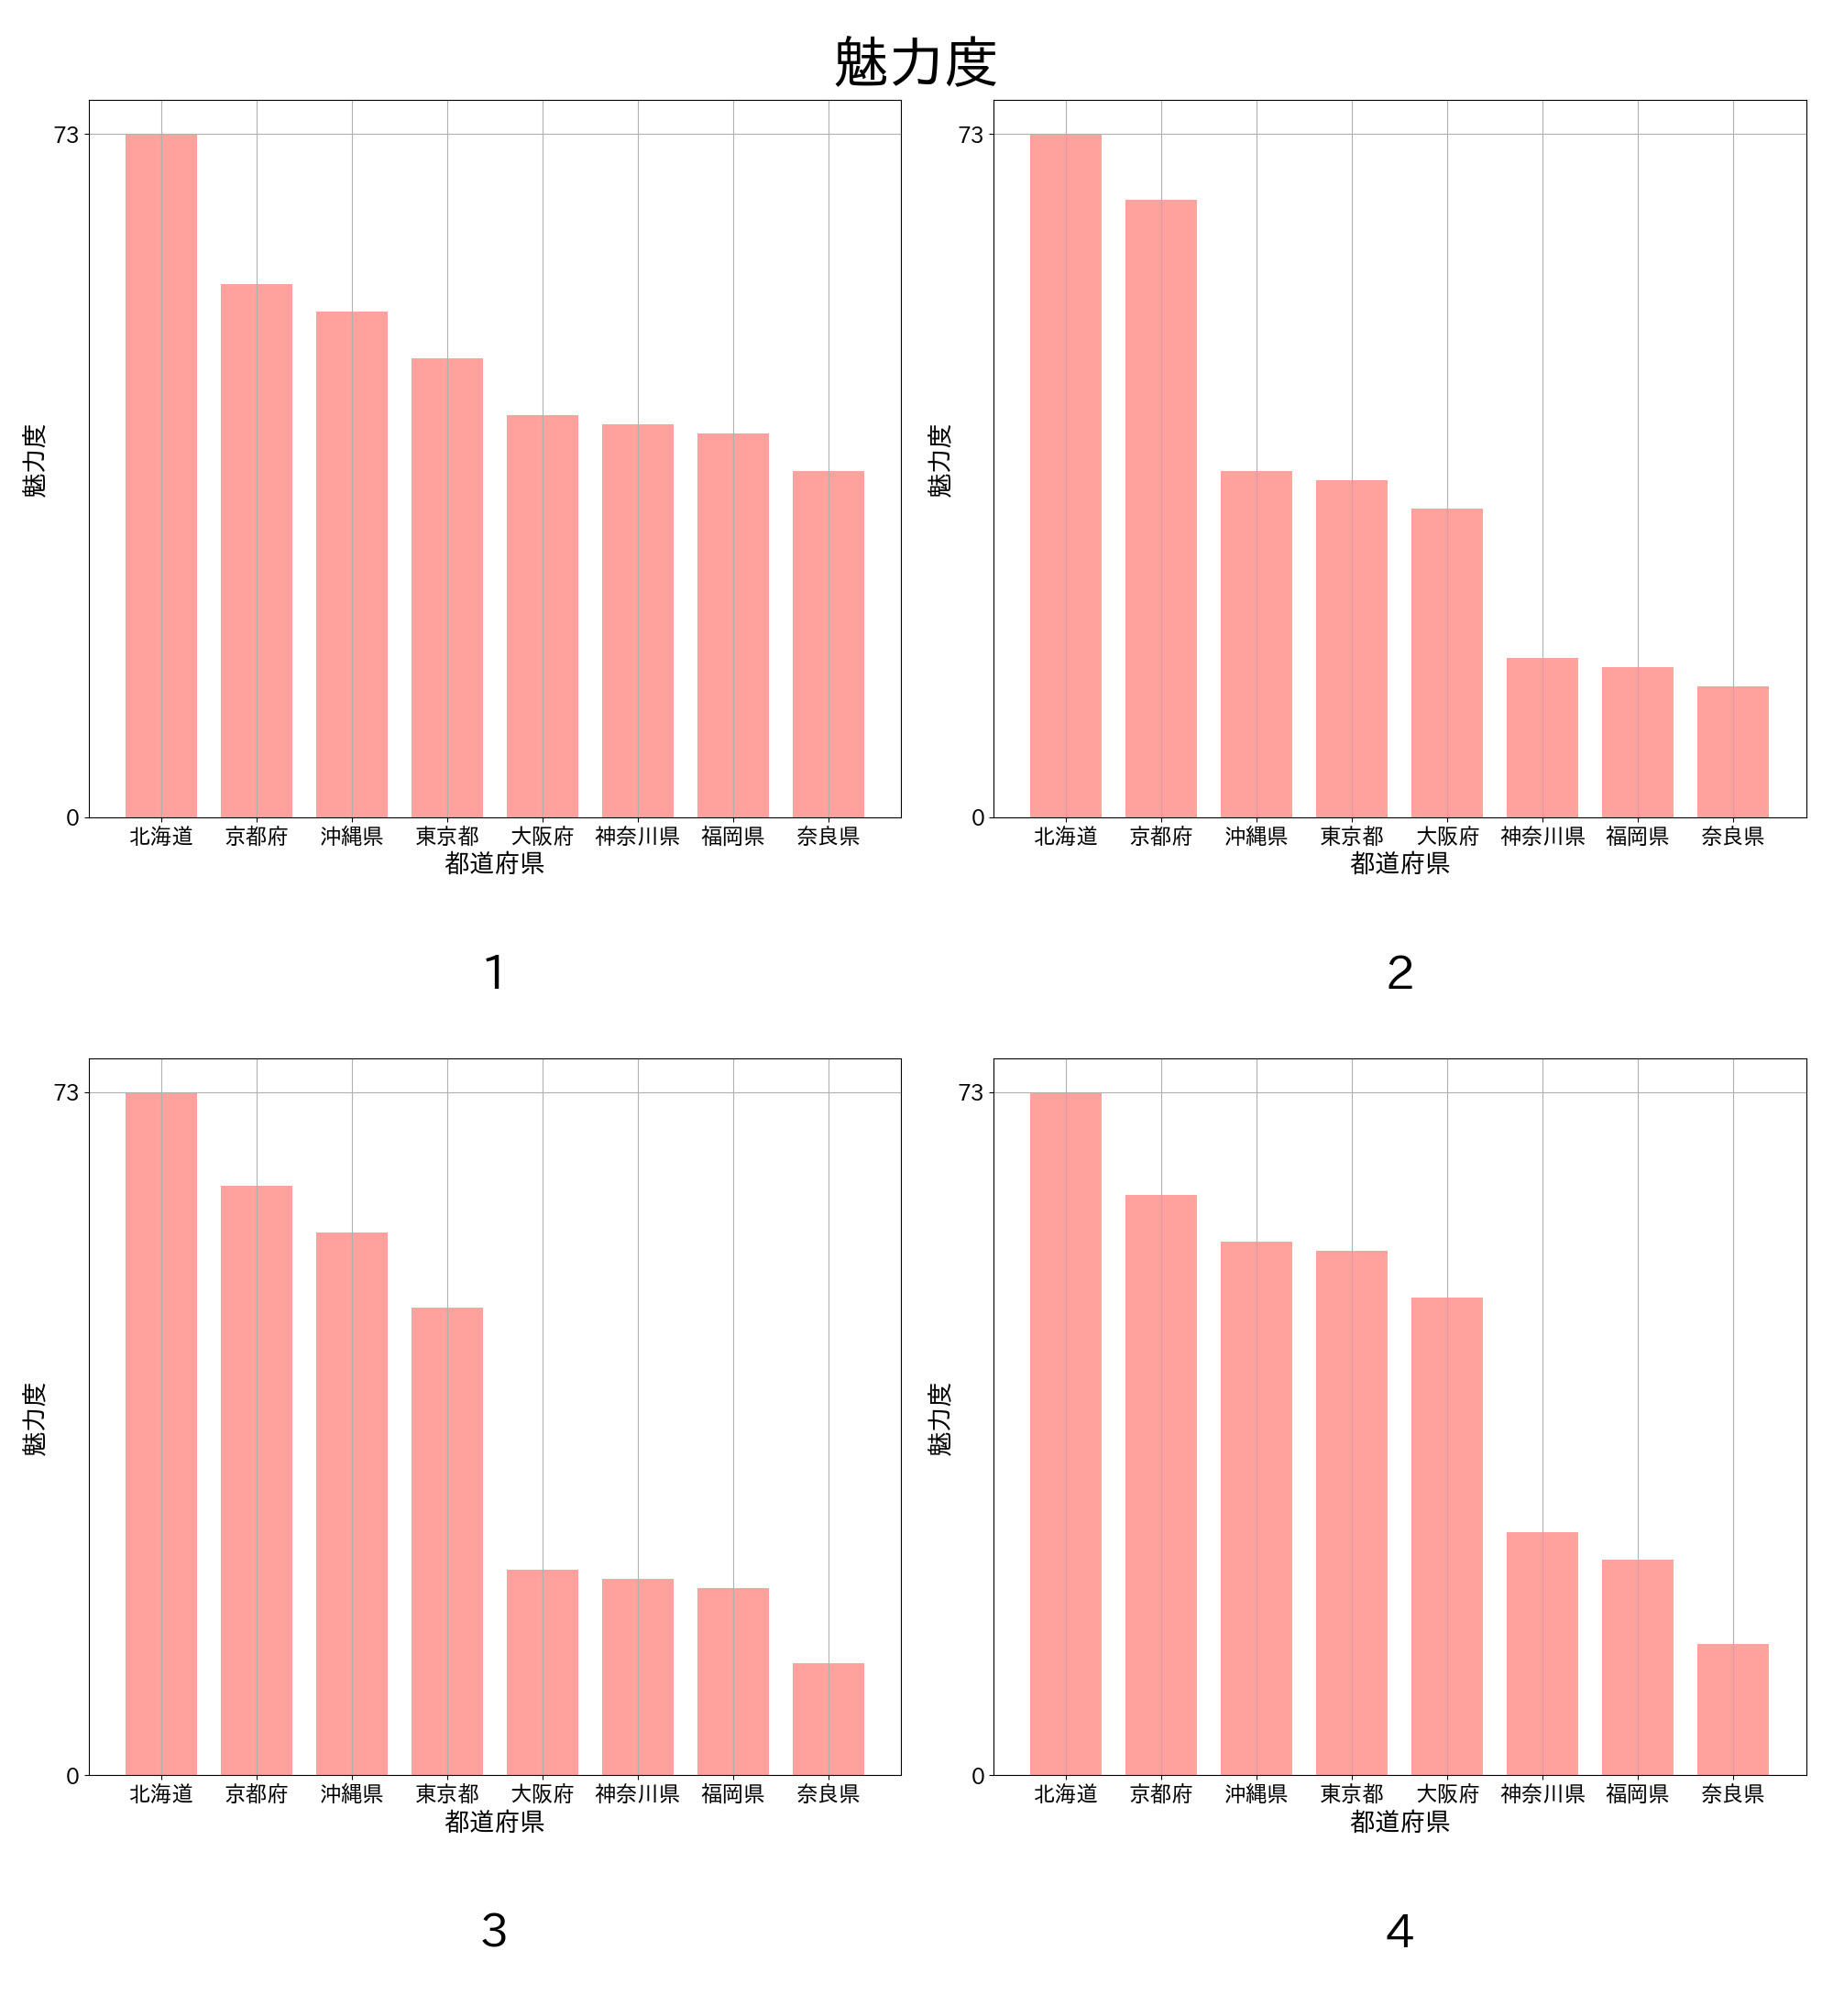 魅力度
73
0
魅力度
北海道 京都府 沖縄県 東京都 大阪府 神奈川県 福岡県 奈良県
都道府県
1
73
0
魅力度
北海道 京都府 沖縄県 東京都 大阪府 神奈川県 福岡県 奈良県
都道府県
2
73
0
魅力度
北海道 京都府 沖縄県 東京都 大阪府 神奈川県 福岡県 奈良県
都道府県
3
73
0
魅力度
北海道 京都府 沖縄県 東京都 大阪府 神奈川県 福岡県 奈良県
都道府県
4